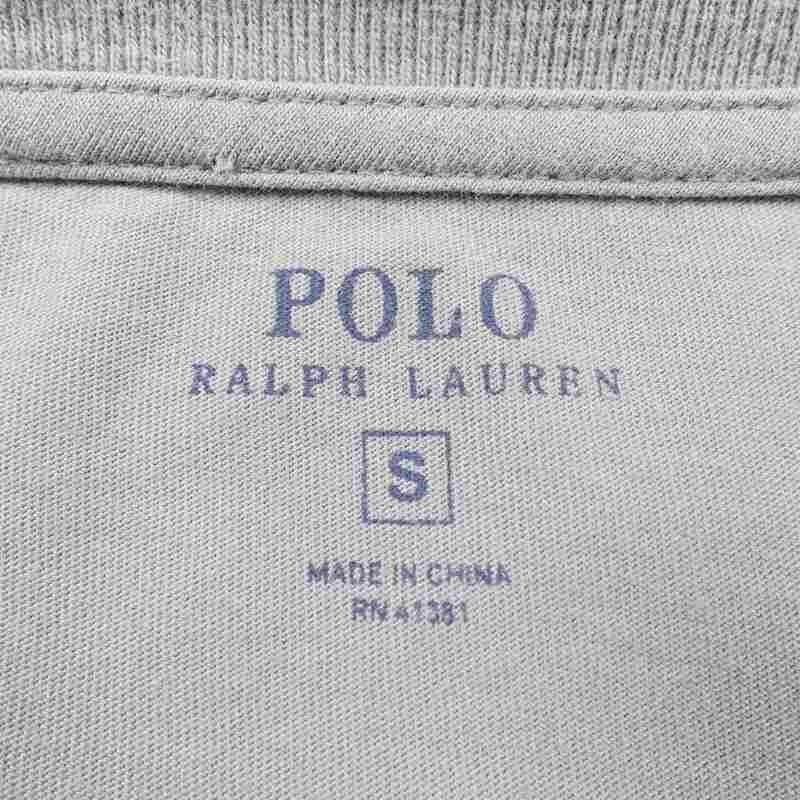 POLO
RALPH LAUREN
S
MADE IN CHINA
RN 41381